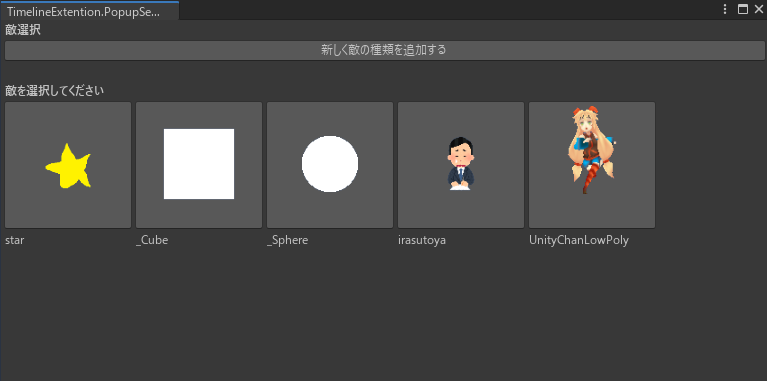 TimelineExtention.PopupSe...
敵選択
新しく敵の種類を追加する
敵を選択してください
star
_Cube
_Sphere
irasutoya
UnityChanLowPoly